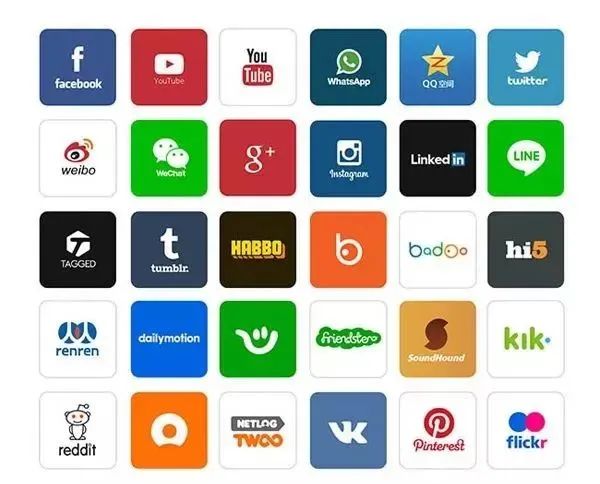 f
facebook
YouTube
You
Tube
WhatsApp
Z
QQ空间
twitter
weibo
WeChat
g+
Instagram
Linked in
LINE
TAGGED
t
tumblr.
HABBO
b
badoo
hi5
renren
dailymotion
friendster
SoundHound
kik
reddit
NETLOG
TWOO
VK
Pinterest
flickr